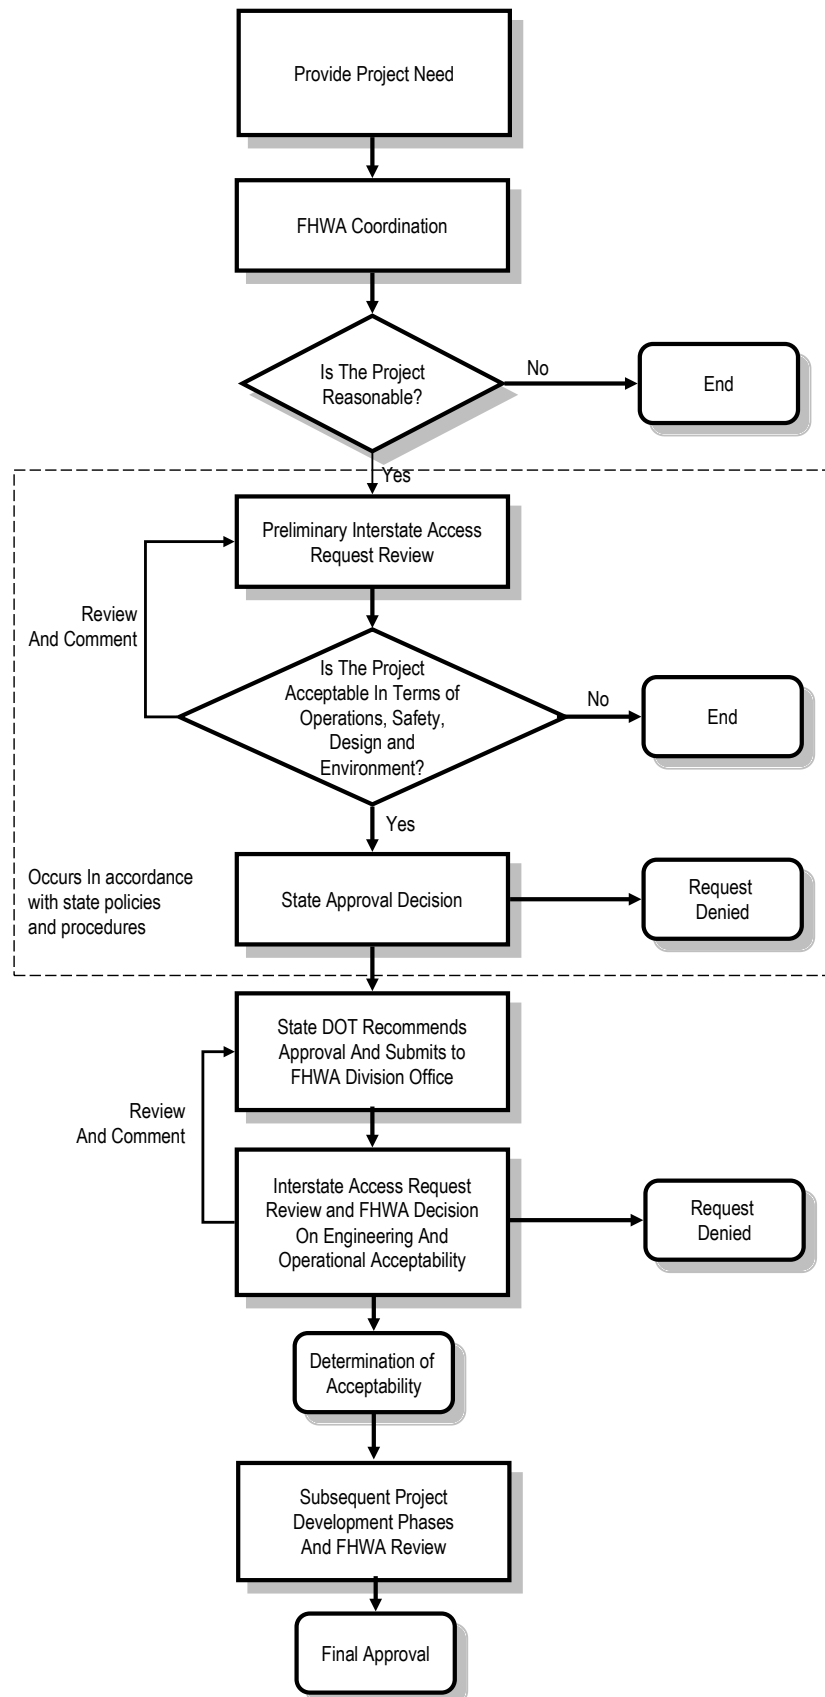 Provide Project Need
FHWA Coordination
Is The Project
Reasonable?
No
End
Yes
Preliminary Interstate Access
Request Review
Review
And Comment
Is The Project
Acceptable In Terms of
Operations, Safety,
Design and
Environment?
No
End
Yes
Occurs In accordance
with state policies
and procedures
State Approval Decision
Request
Denied
State DOT Recommends
Approval And Submits to
FHWA Division Office
Review
And Comment
Interstate Access Request
Review and FHWA Decision
On Engineering And
Operational Acceptability
Request
Denied
Determination of
Acceptability
Subsequent Project
Development Phases
And FHWA Review
Final Approval